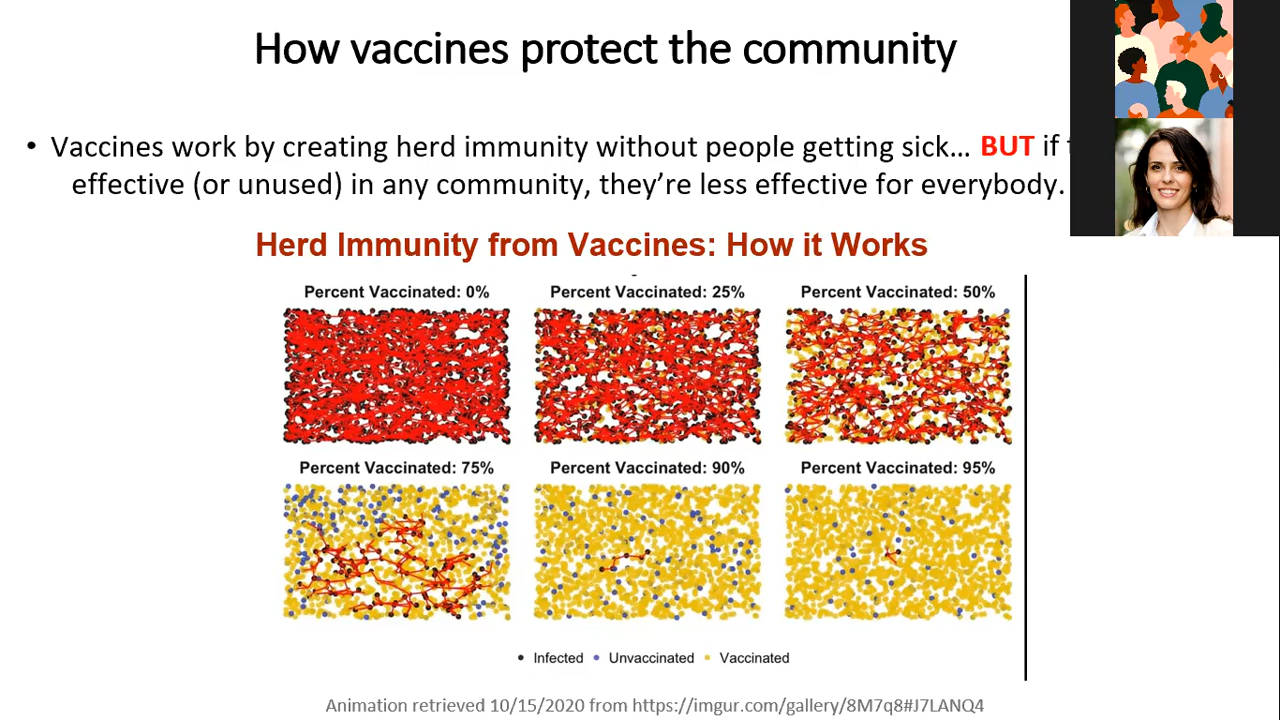 How vaccines protect the community
• Vaccines work by creating herd immunity without people getting sick... BUT if
effective (or unused) in any community, they're less effective for everybody.
Herd Immunity from Vaccines: How it Works
Percent Vaccinated: 0% Percent Vaccinated: 25% Percent Vaccinated: 50%
Percent Vaccinated: 75% Percent Vaccinated: 90% Percent Vaccinated: 95%
Infected Unvaccinated Vaccinated
Animation retrieved 10/15/2020 from https://imgur.com/gallery/8M7q8#J7LANQ4